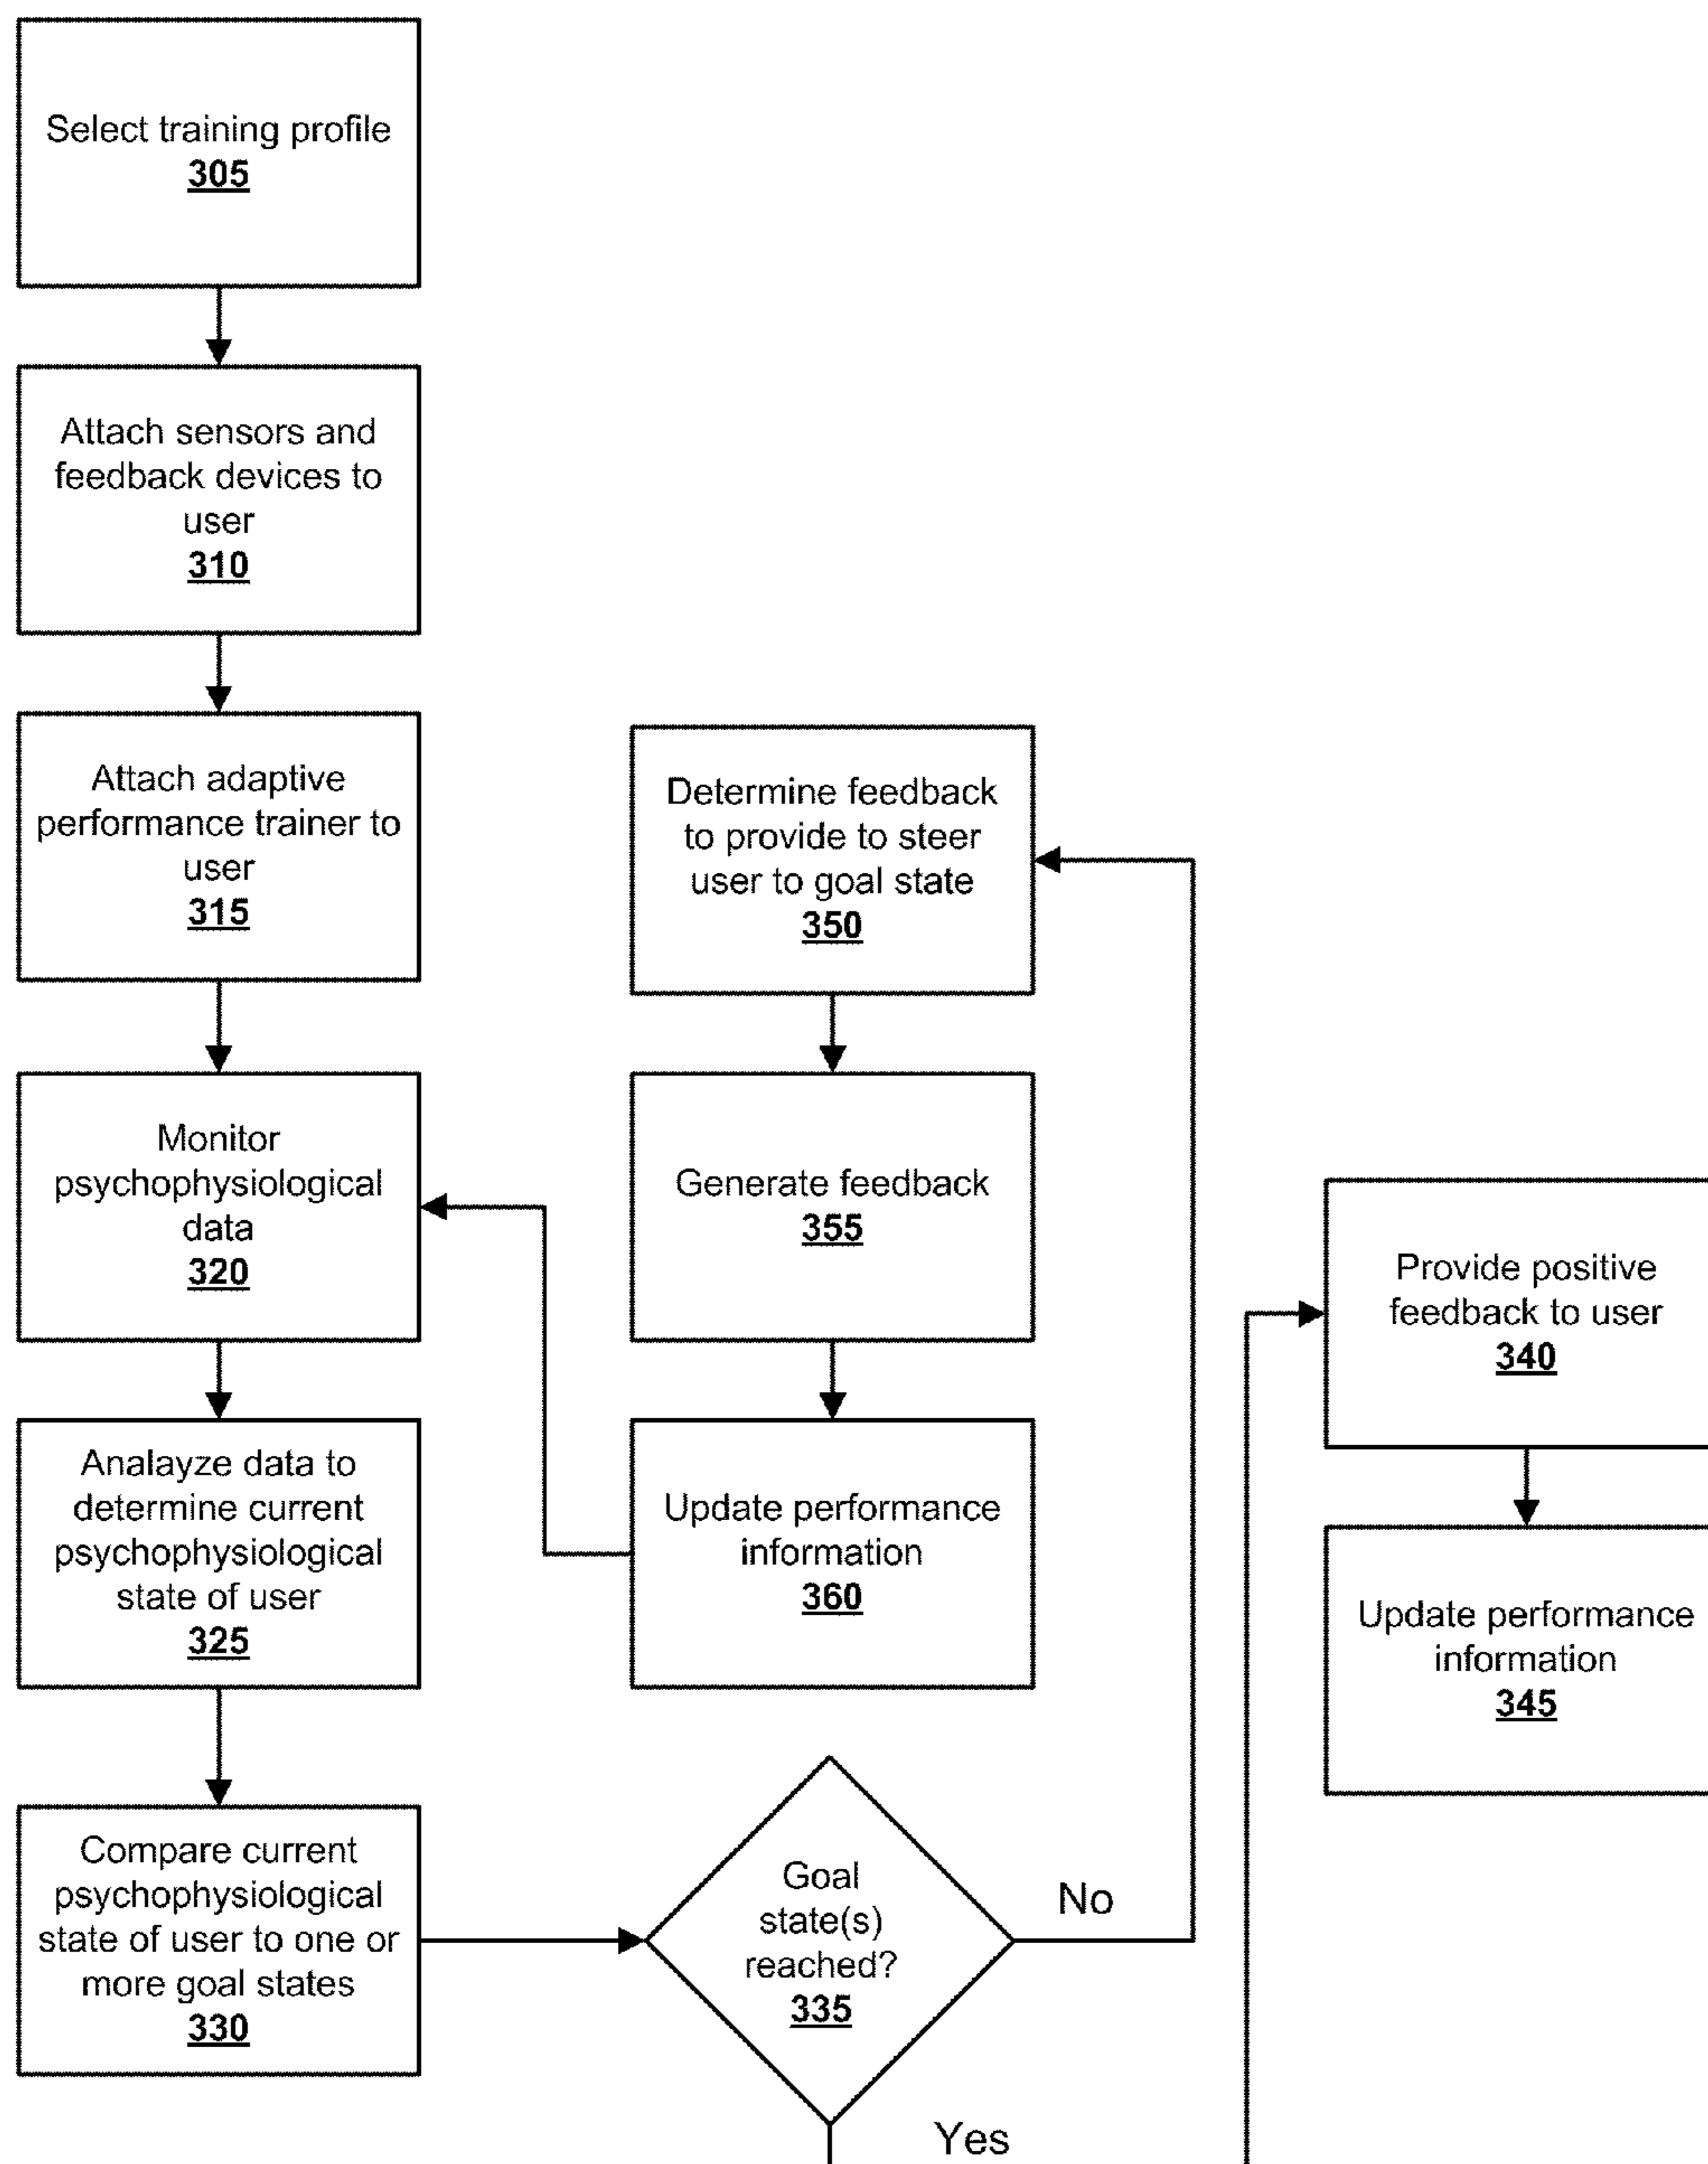 Select training profile
305
Attach sensors and
feedback devices to
user
310
Attach adaptive
performance trainer to
user
315
Monitor
psychophysiological
data
320
Analayze data to
determine current
psychophysiological
state of user
325
Compare current
psychophysiological
state of user to one or
more goal states
330
Goal
state(s)
reached?
335
No
Yes
Determine feedback
to provide to steer
user to goal state
350
Generate feedback
355
Update performance
information
360
Provide positive
feedback to user
340
Update performance
information
345